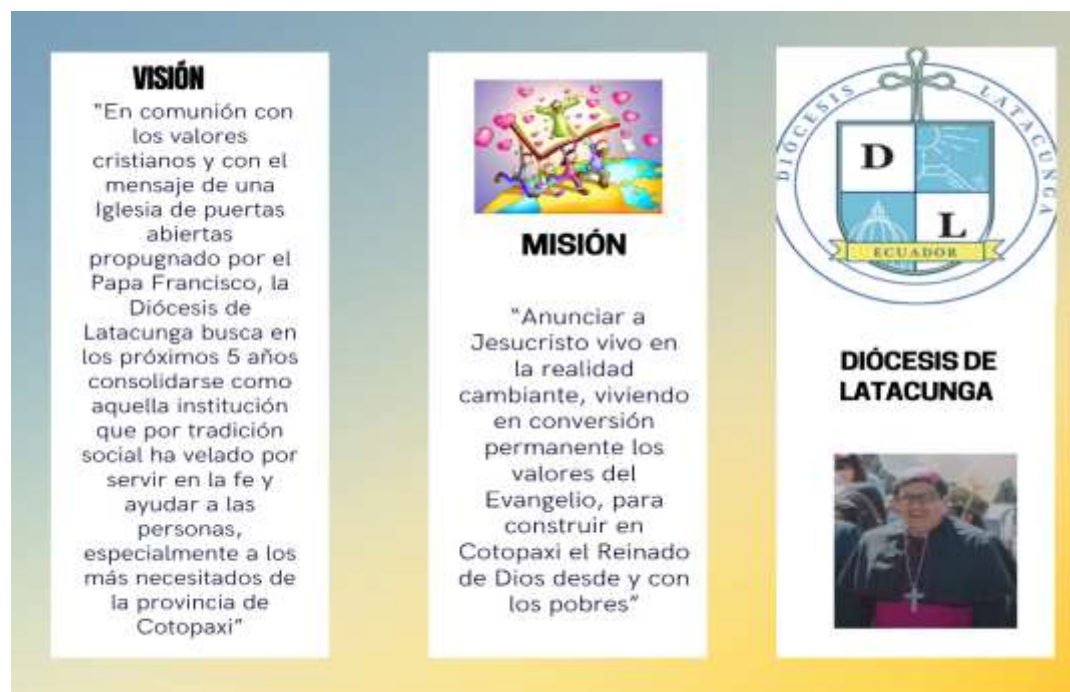 VISIÓN
"En comunión con
los valores
cristianos y con el
mensaje de una
Iglesia de puertas
abiertas
propugnado por el
Papa Francisco, la
Diócesis de
Latacunga busca en
los próximos 5 años
consolidarse como
aquella institución
que por tradición
social ha velado por
servir en la fe y
ayudar a las
personas,
especialmente a los
más necesitados de
la provincia de
Cotopaxi"
MISIÓN
"Anunciar a
Jesucristo vivo en
la realidad
cambiante, viviendo
en conversión
permanente los
valores del
Evangelio, para
construir en
Cotopaxi el Reinado
de Dios desde y con
los pobres"
DIÓCESIS LATACUNGA
D
L
ECUADOR
DIÓCESIS DE
LATACUNGA